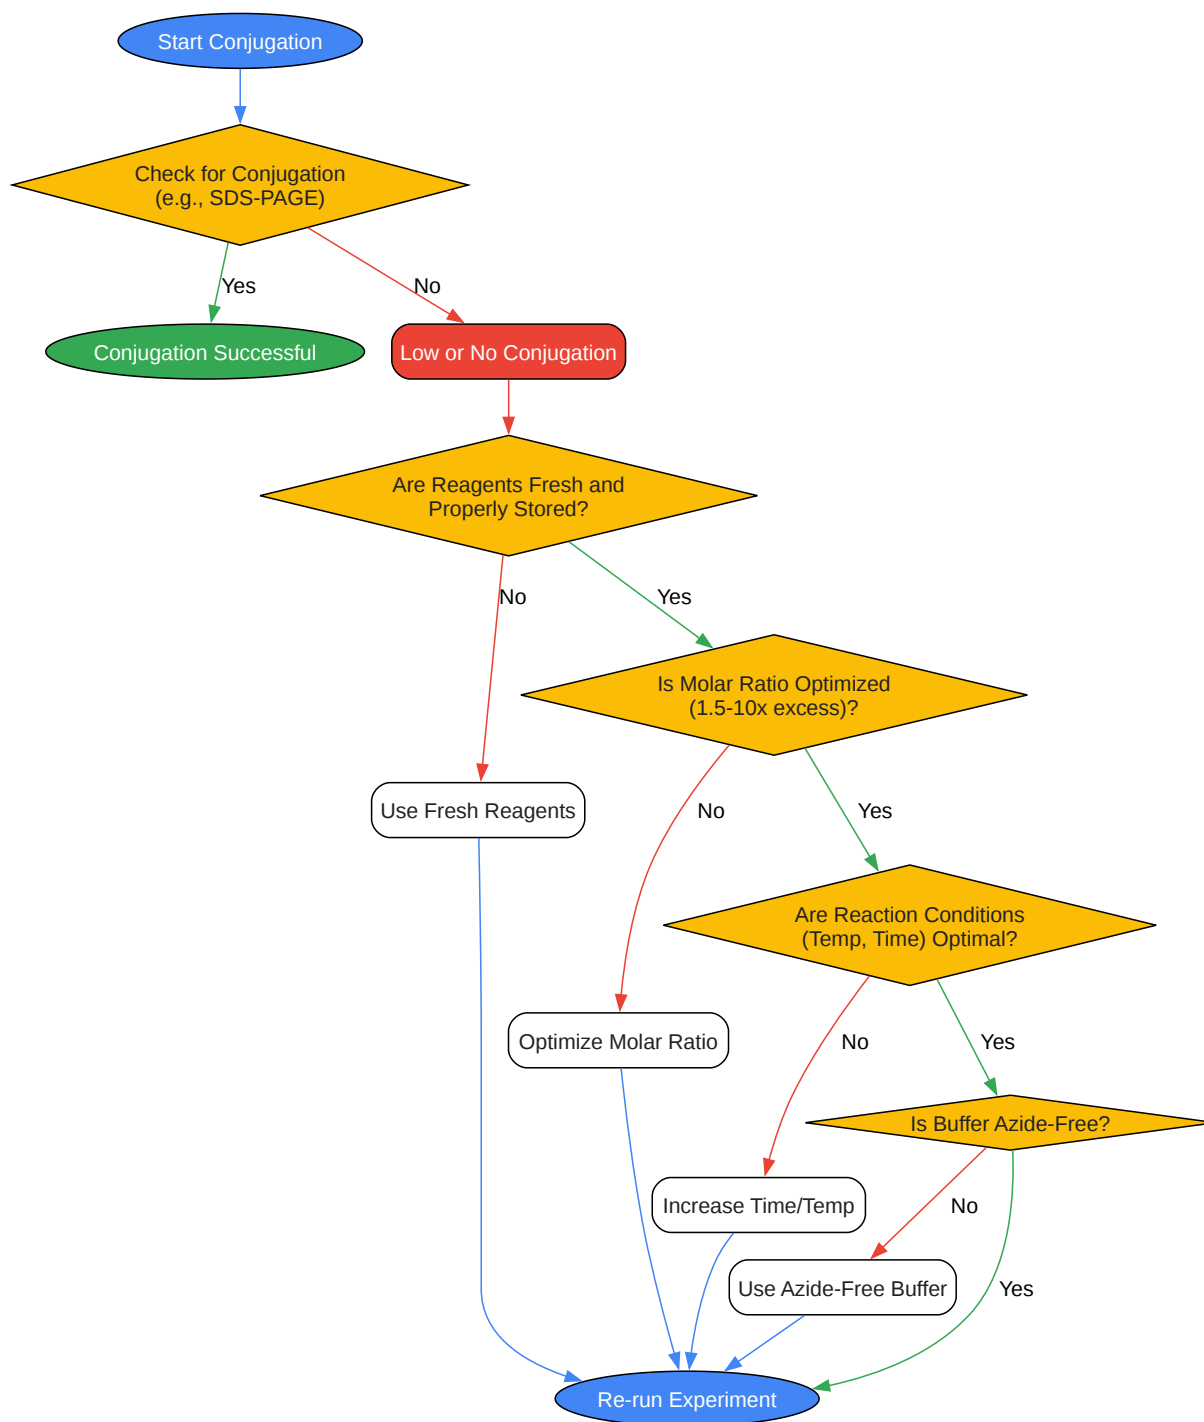 Start Conjugation
Check for Conjugation
(e.g., SDS-PAGE)
Yes
No
Conjugation Successful
Low or No Conjugation
Are Reagents Fresh and
Properly Stored?
No
Yes
Is Molar Ratio Optimized
(1.5-10x excess)?
Use Fresh Reagents
No
Yes
Are Reaction Conditions
(Temp, Time) Optimal?
Optimize Molar Ratio
No
Yes
Is Buffer Azide-Free?
Increase Time/Temp
No
Use Azide-Free Buffer
Yes
Re-run Experiment